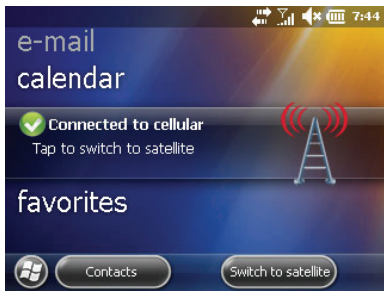 7:44
e-mail
calendar
Connected to cellular
Tap to switch to satellite
favorites
Contacts
Switch to satellite